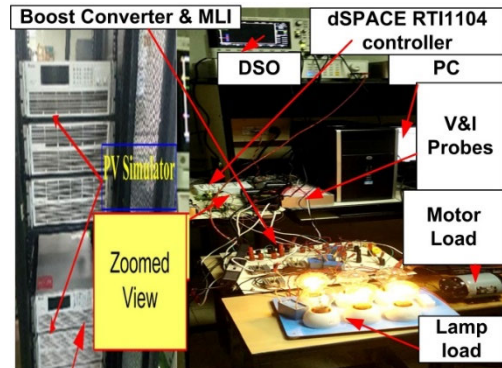 Boost Converter & MLI
dSPACE RTI1104
controller
DSO
PC
V&I
Probes
PV Simulator
Motor
Load
Zoomed
View
Lamp
load